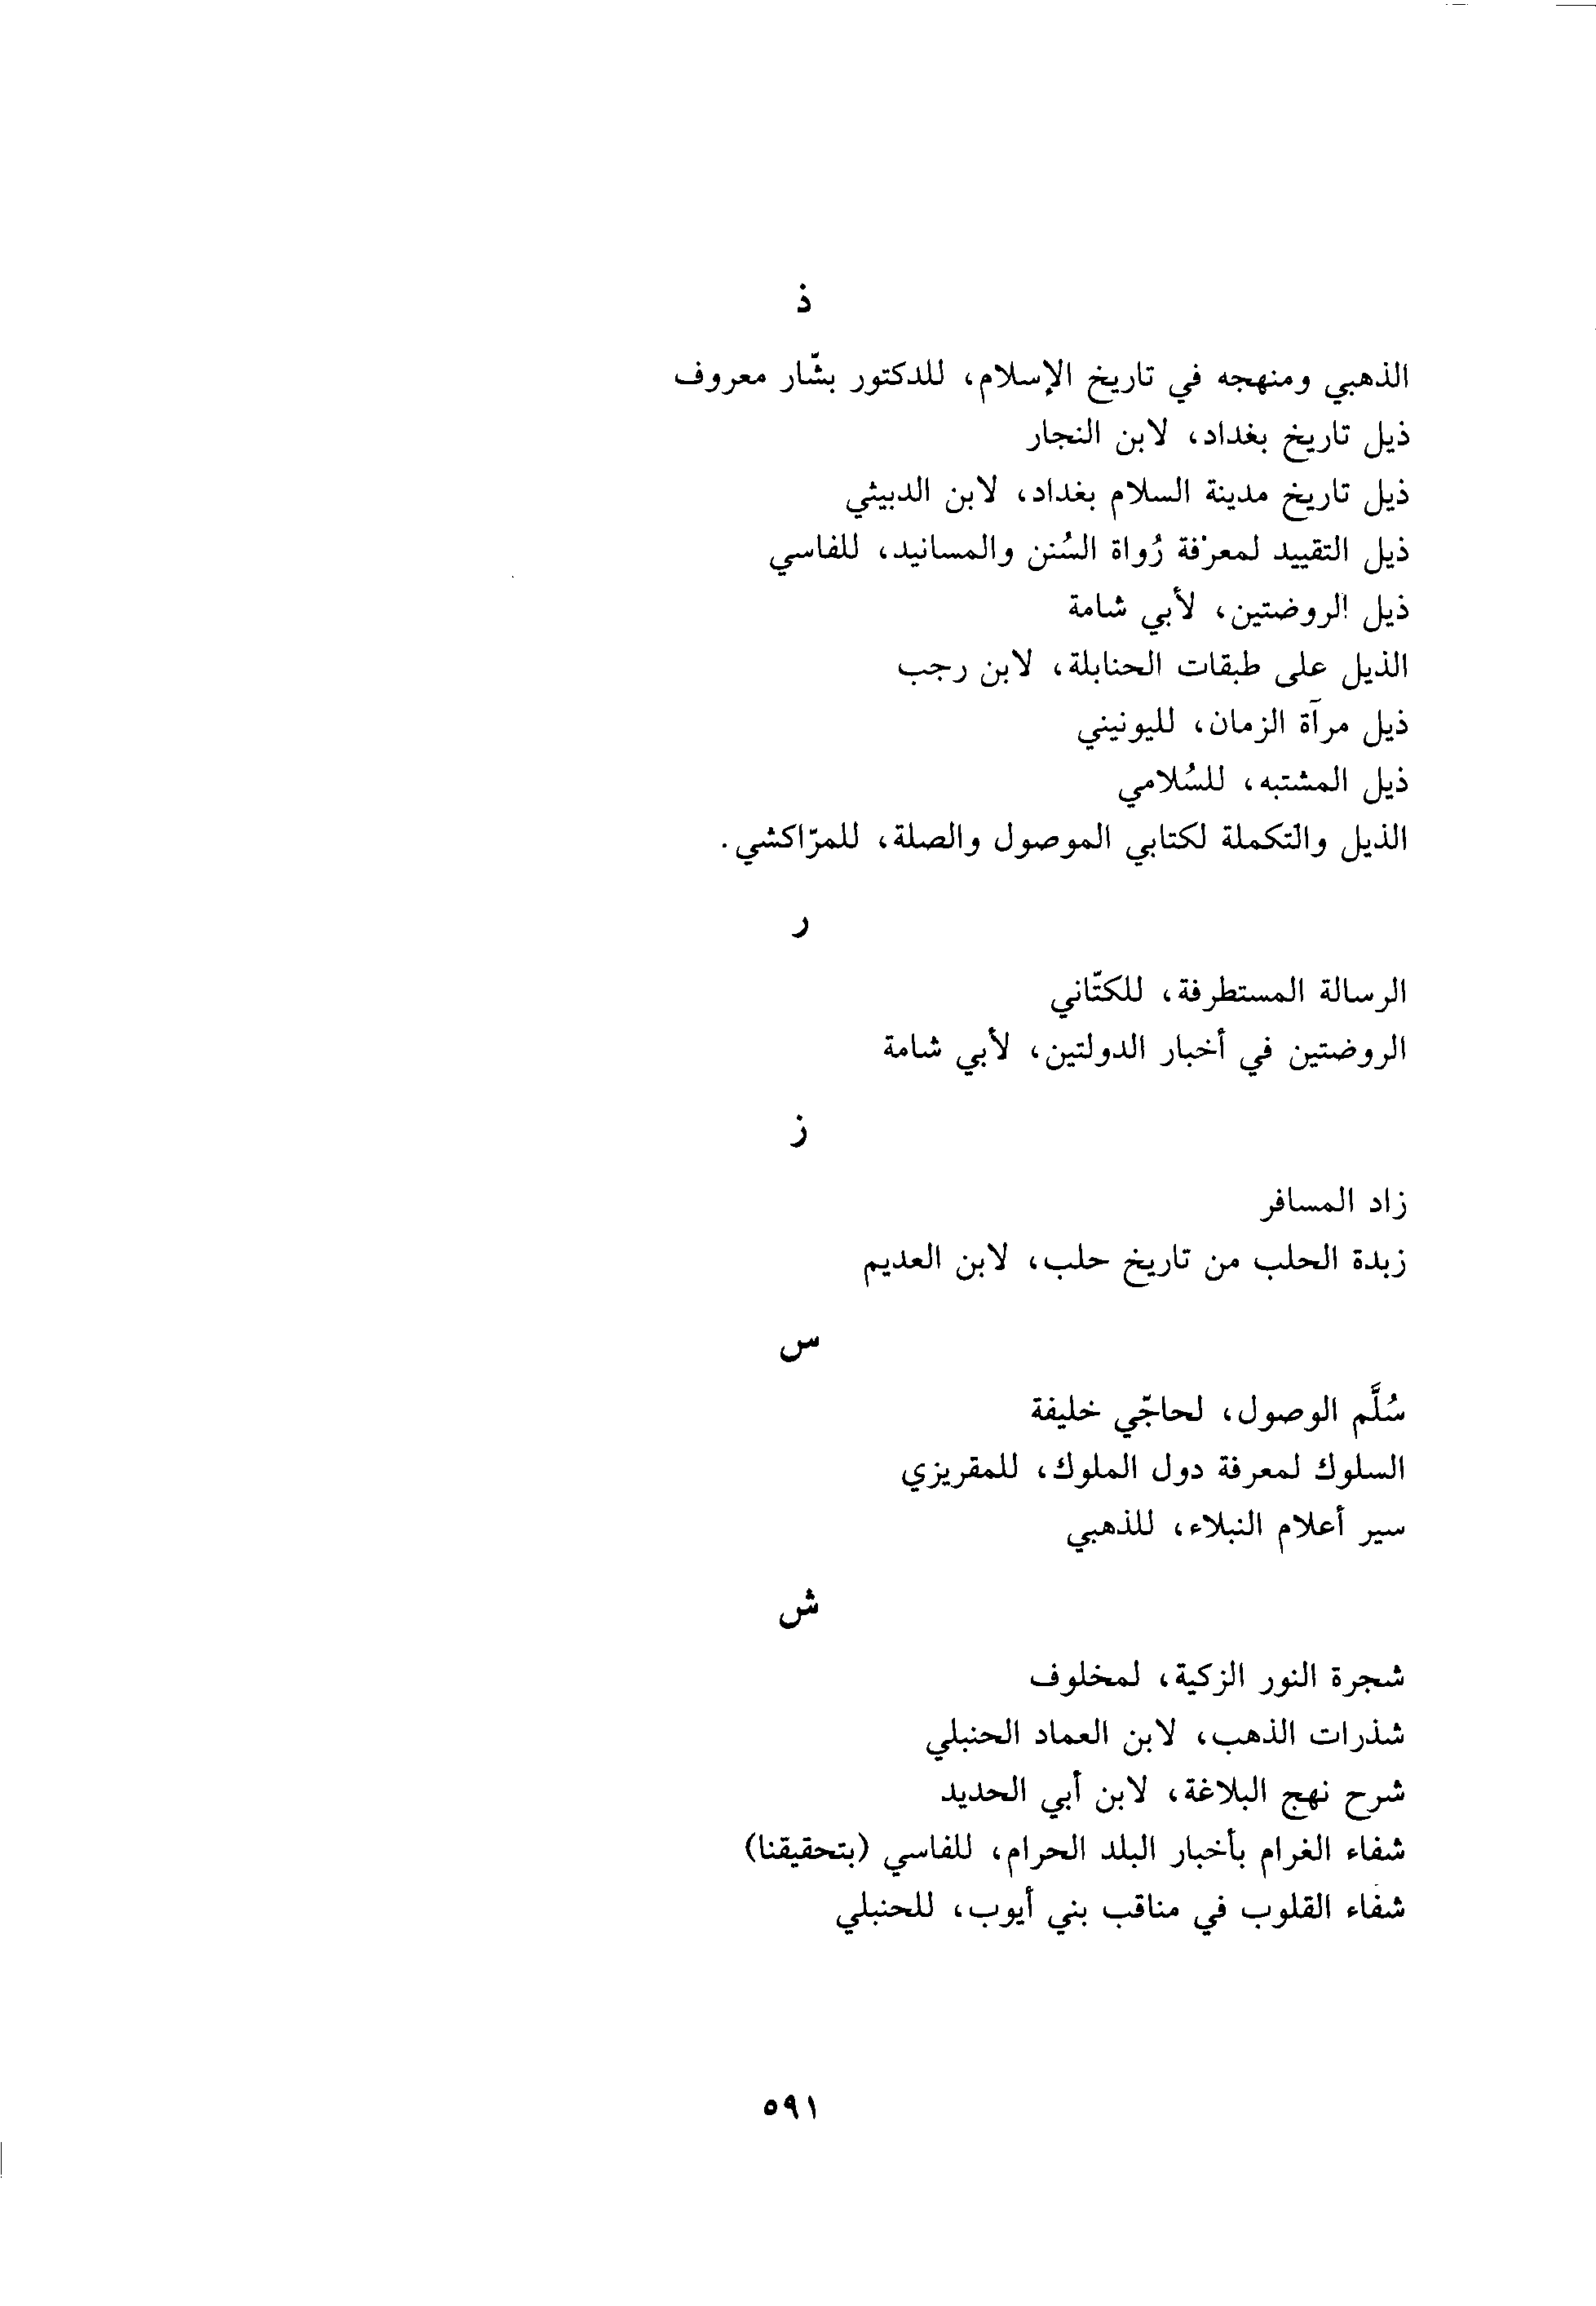 ذ
الذهبي ومنهجه في تاريخ الإسلام، للدكتور بشّار معروف
ذيل تاريخ بغداد، لابن النجار
ذيل تاريخ مدينة السلام بغداد، لابن الدبيثي
ذيل التقييد لمعرْفة رُواة السُنن والمسانيد، للفاسي
ذيل الروضتين، لأبي شامة
الذيل على طبقات الحنابلة، لابن رجب
ذيل مرآة الزمان، لليونيني
ذيل المشتبه، للسُلامي
الذيل والتكملة لكتابي الموصول والصلة، للمرّاكشي.
ر
الرسالة المستطرفة، للكتّاني
الروضتين في أخبار الدولتين، لأبي شامة
ز
زاد المسافر
زبدة الحلب من تاريخ حلب، لابن العديم
س
سُلَّم الوصول، لحاجّي خليفة
السلوك لمعرفة دول الملوك، للمقريزي
سير أعلام النبلاء، للذهبي
ش
شجرة النور الزكية، لمخلوف
شذرات الذهب، لابن العماد الحنبلي
شرح نهج البلاغة، لابن أبي الحديد
شفاء الغرام بأخبار البلد الحرام، للفاسي (بتحقيقنا)
شفاء القلوب في مناقب بني أيوب، للحنبلي
٥٩١